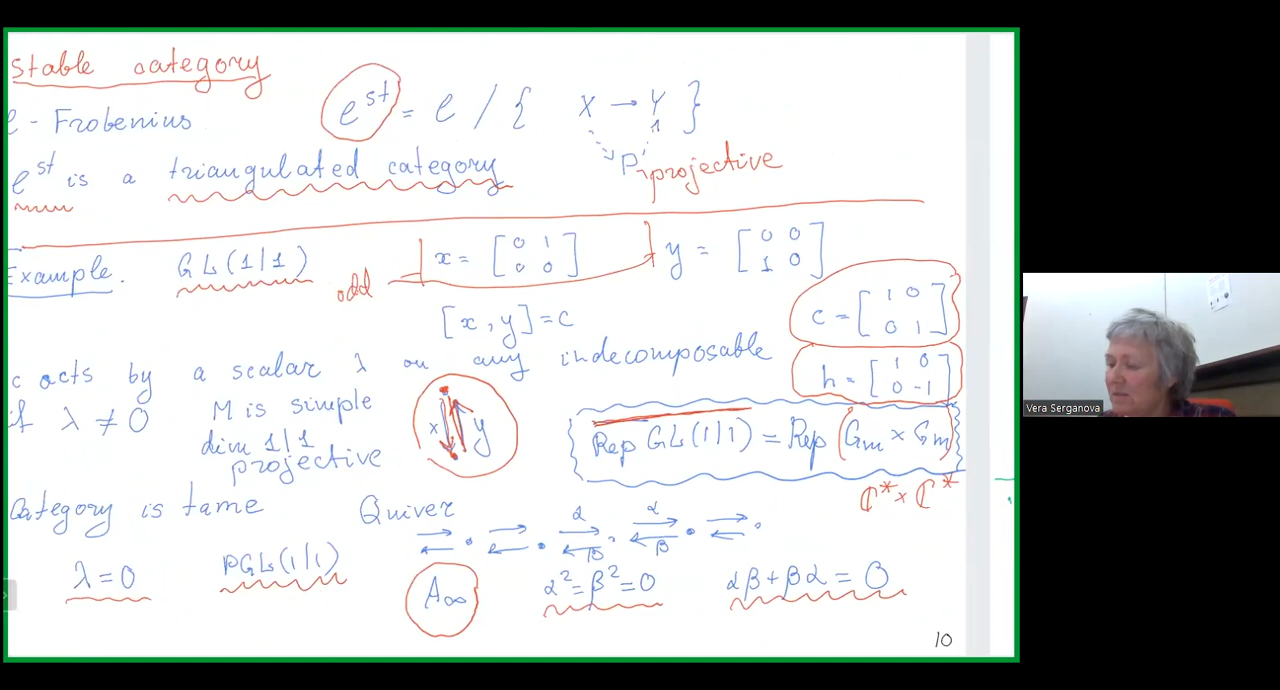 stable category
C - Frobenius
C^st = C / { X → Y }
P projective
C^st is a triangulated category
Example. GL(1|1)
odd
x = [ 0 1
0 0 ]
y = [ 0 0
1 0 ]
[x, y] = c
c = [ 1 0
0 1 ]
h = [ 1 0
0 -1 ]
c acts by a scalar λ on any indecomposable
if λ ≠ 0
M is simple
dim 1|1
projective
x y
Rep GL(1|1) = Rep (Gm × Gm)
ℂ* × ℂ*
Category is tame
Quiver
α α
β β
λ = 0
PGL(1|1)
A∞
α² = β² = 0
αβ + βα = 0
10
Vera Serganova